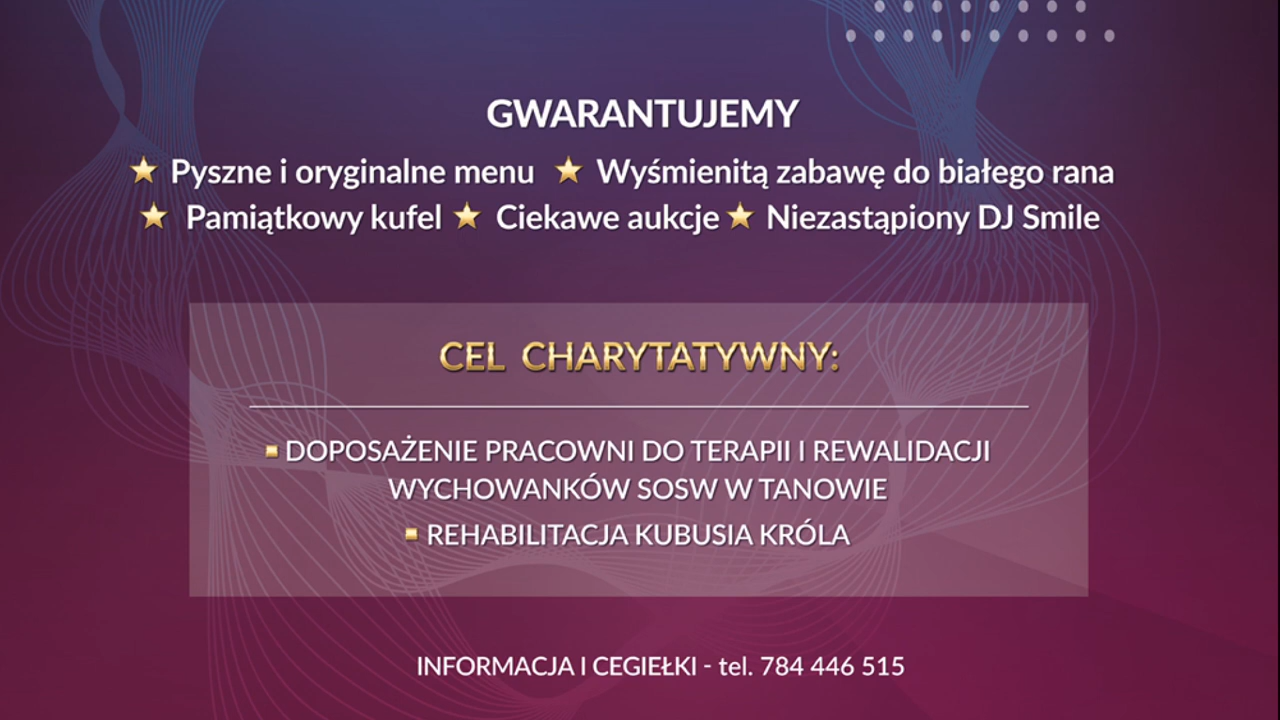 GWARANTUJEMY
Pyszne i oryginalne menu Wyśmienitą zabawę do białego rana
Pamiątkowy kufel Ciekawe aukcje Niezastąpiony DJ Smile
CEL CHARYTATYWNY:
DOPOSAŻENIE PRACOWNI DO TERAPII I REWALIDACJI
WYCHOWANKÓW SOSW W TANOWIE
REHABILITACJA KUBUSIA KRÓLA
INFORMACJA I CEGIEŁKI - tel. 784 446 515